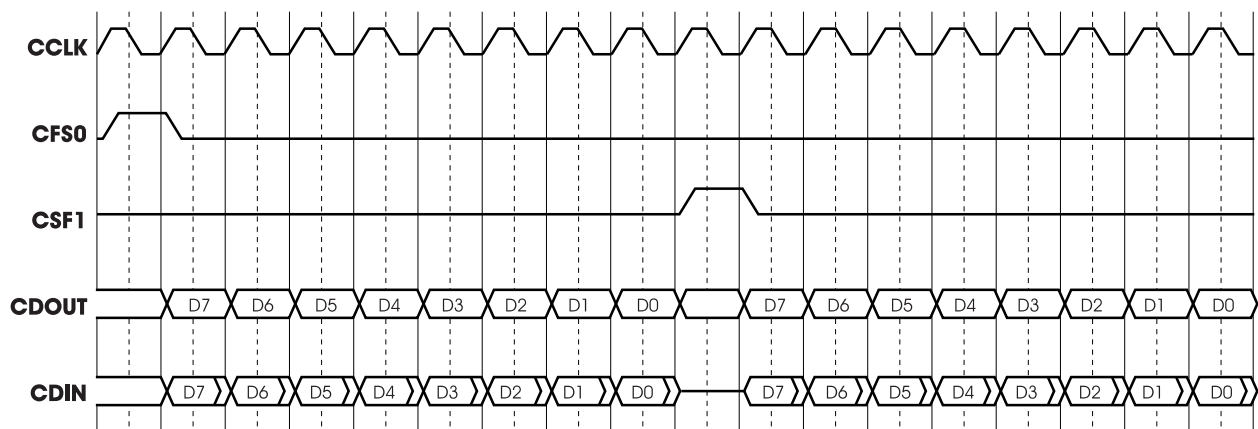 CCLK
CFS0
CSF1
CDOUT D7 D6 D5 D4 D3 D2 D1 D0 D7 D6 D5 D4 D3 D2 D1 D0
CDIN D7 D6 D5 D4 D3 D2 D1 D0 D7 D6 D5 D4 D3 D2 D1 D0